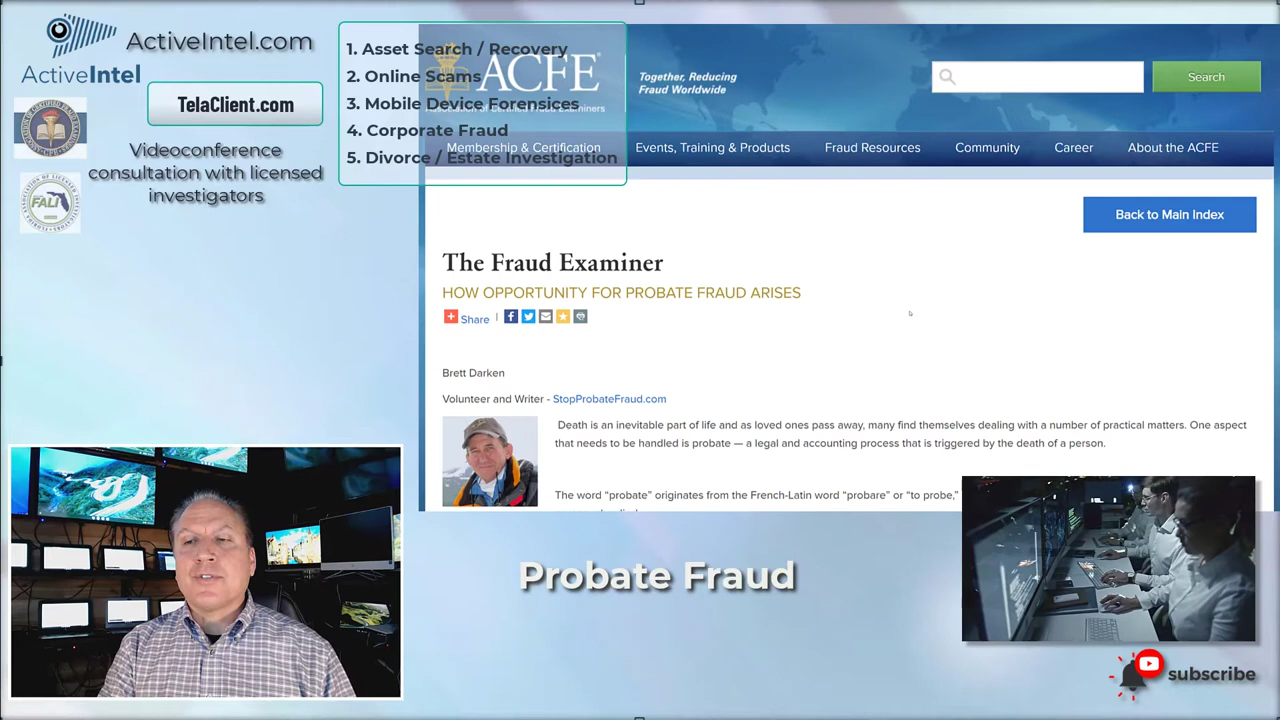 ActiveIntel.com
ActiveIntel
TelaClient.com
Videoconference
consultation with licensed
investigators
FALI
1. Asset Search / Recovery
2. Online Scams
3. Mobile Device Forensices
4. Corporate Fraud
5. Divorce / Estate Investigation
ACFE
Together, Reducing
Fraud Worldwide
Search
Membership & Certification
Events, Training & Products
Fraud Resources
Community
Career
About the ACFE
Back to Main Index
The Fraud Examiner
HOW OPPORTUNITY FOR PROBATE FRAUD ARISES
Share |
Brett Darken
Volunteer and Writer - StopProbateFraud.com
Death is an inevitable part of life and as loved ones pass away, many find themselves dealing with a number of practical matters. One aspect
that needs to be handled is probate — a legal and accounting process that is triggered by the death of a person.
The word “probate” originates from the French-Latin word “probare” or “to probe,”
Probate Fraud
subscribe